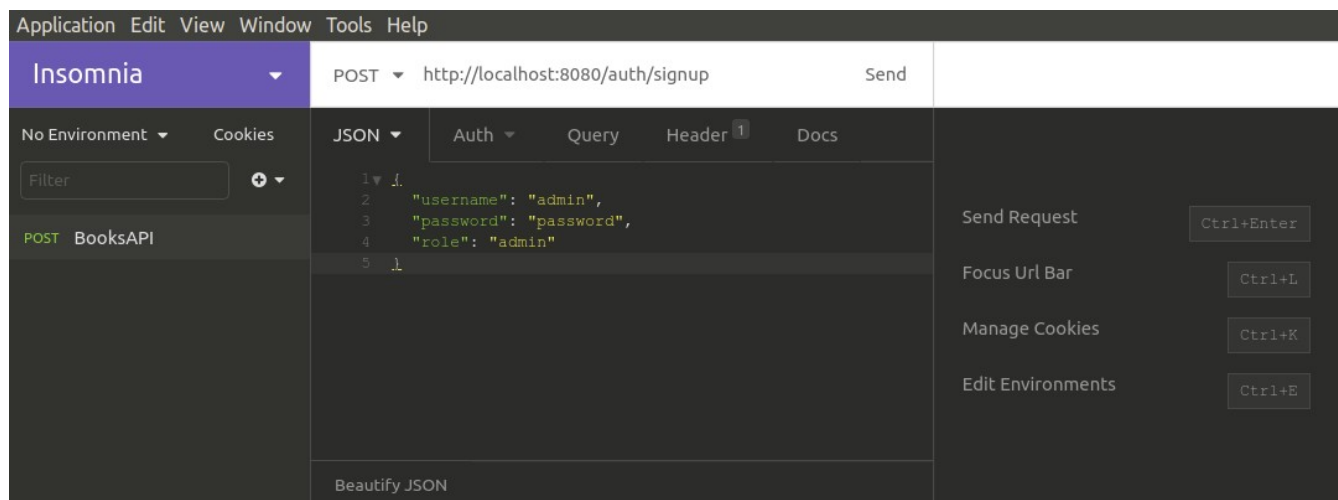 Application Edit View Window Tools Help
Insomnia
POST http://localhost:8080/auth/signup Send
No Environment Cookies
JSON Auth Query Header 1 Docs
Filter
POST BooksAPI
1 {
2 "username": "admin",
3 "password": "password",
4 "role": "admin"
5 }
Send Request Ctrl+Enter
Focus Url Bar Ctrl+L
Manage Cookies Ctrl+K
Edit Environments Ctrl+E
Beautify JSON